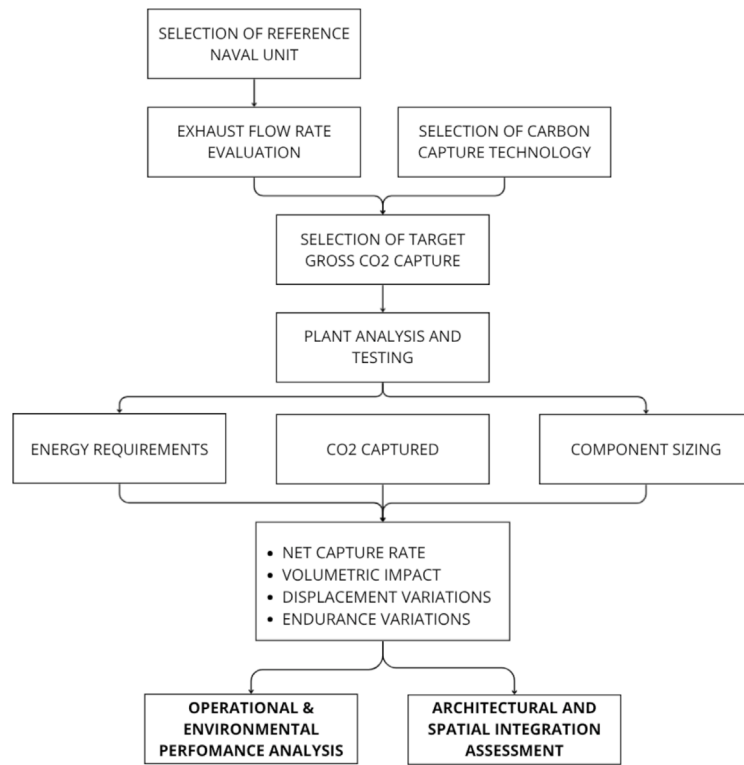 SELECTION OF REFERENCE
NAVAL UNIT
EXHAUST FLOW RATE
EVALUATION
SELECTION OF CARBON
CAPTURE TECHNOLOGY
SELECTION OF TARGET
GROSS CO2 CAPTURE
PLANT ANALYSIS AND
TESTING
ENERGY REQUIREMENTS
CO2 CAPTURED
COMPONENT SIZING
• NET CAPTURE RATE
• VOLUMETRIC IMPACT
• DISPLACEMENT VARIATIONS
• ENDURANCE VARIATIONS
OPERATIONAL &
ENVIRONMENTAL
PERFOMANCE ANALYSIS
ARCHITECTURAL AND
SPATIAL INTEGRATION
ASSESSMENT